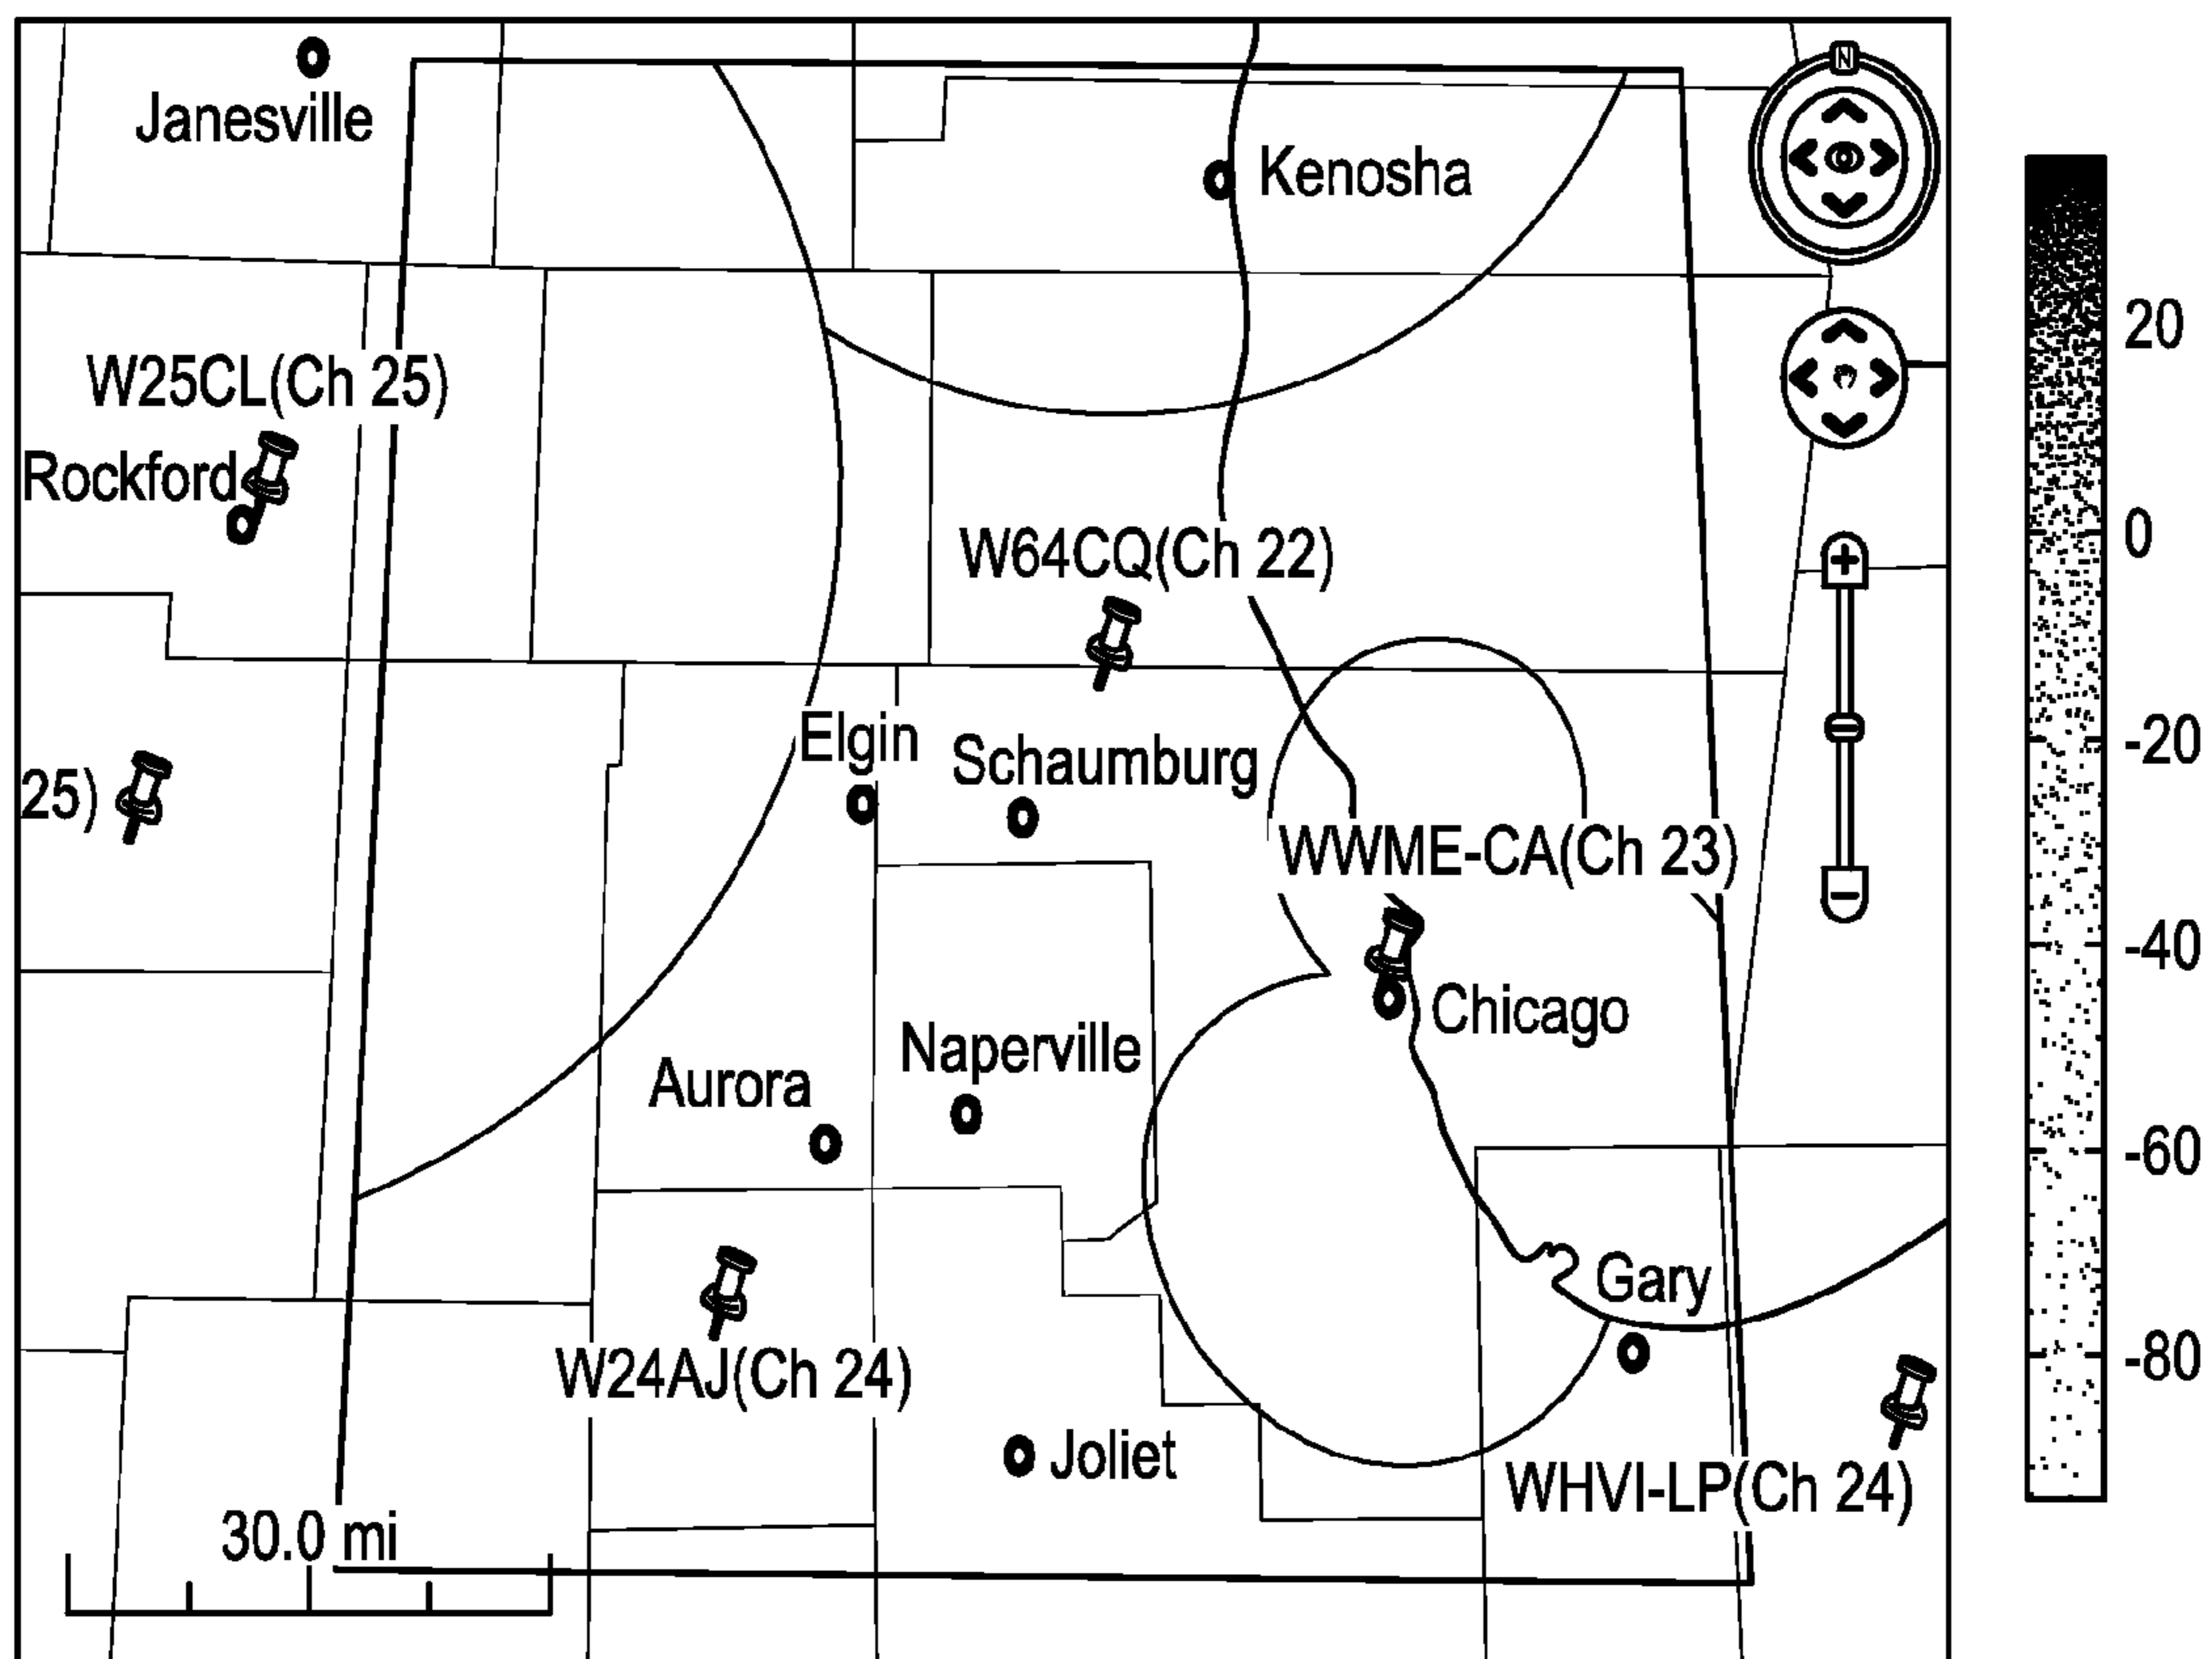 N
Janesville
Kenosha
20
W25CL(Ch 25)
Rockford
0
W64CQ(Ch 22)
Elgin
Schaumburg
-20
25)
WWME-CA(Ch 23)
-40
Chicago
Naperville
Aurora
-60
Gary
W24AJ(Ch 24)
-80
Joliet
WHVI-LP(Ch 24)
30.0 mi